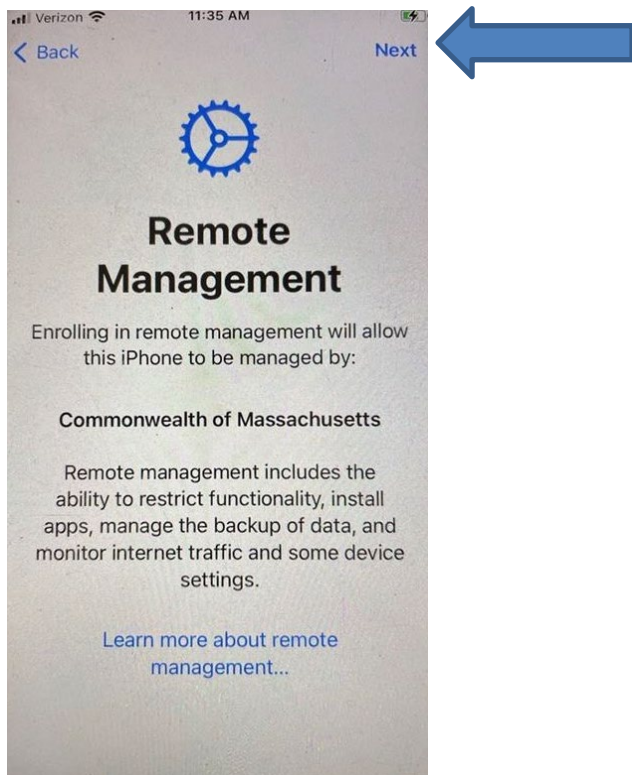 Verizon 11:35 AM
Back Next
Remote
Management
Enrolling in remote management will allow
this iPhone to be managed by:
Commonwealth of Massachusetts
Remote management includes the
ability to restrict functionality, install
apps, manage the backup of data, and
monitor internet traffic and some device
settings.
Learn more about remote
management...